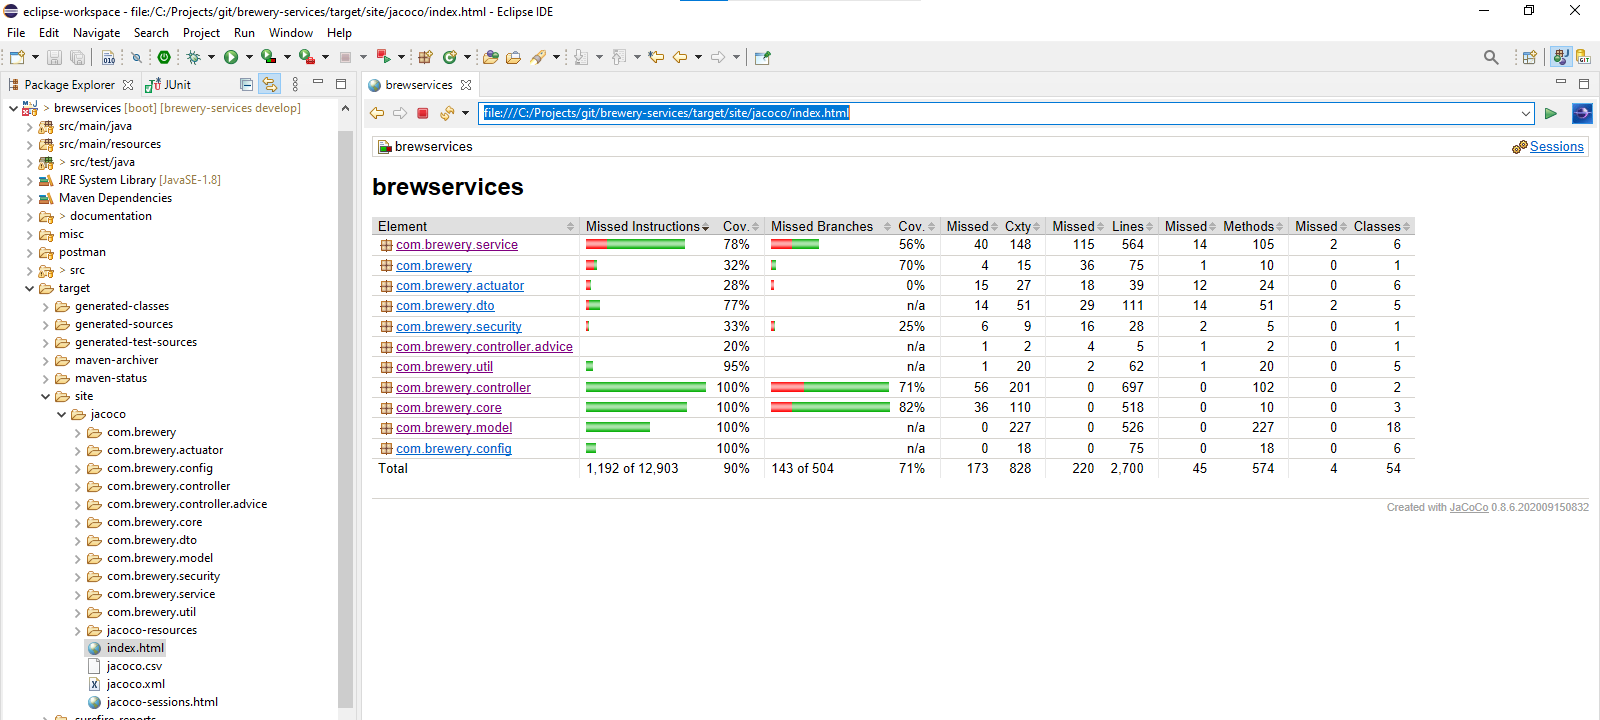 eclipse-workspace - file:/C:/Projects/git/brewery-services/target/site/jacoco/index.html - Eclipse IDE
File Edit Navigate Search Project Run Window Help
Package Explorer JUnit
> brewservices [boot] [brewery-services develop]
src/main/java
src/main/resources
> src/test/java
JRE System Library [JavaSE-1.8]
Maven Dependencies
> documentation
misc
postman
> src
target
generated-classes
generated-sources
generated-test-sources
maven-archiver
maven-status
site
jacoco
com.brewery
com.brewery.actuator
com.brewery.config
com.brewery.controller
com.brewery.controller.advice
com.brewery.core
com.brewery.dto
com.brewery.model
com.brewery.security
com.brewery.service
com.brewery.util
jacoco-resources
index.html
jacoco.csv
jacoco.xml
jacoco-sessions.html
surefire-reports
brewservices
file:///C:/Projects/git/brewery-services/target/site/jacoco/index.html
brewservices Sessions
brewservices
Element Missed Instructions Cov. Missed Branches Cov. Missed Cxty Missed Lines Missed Methods Missed Classes
com.brewery.service 78% 56% 40 148 115 564 14 105 2 6
com.brewery 32% 70% 4 15 36 75 1 10 0 1
com.brewery.actuator 28% 0% 15 27 18 39 12 24 0 6
com.brewery.dto 77% n/a 14 51 29 111 14 51 2 5
com.brewery.security 33% 25% 6 9 16 28 2 5 0 1
com.brewery.controller.advice 20% n/a 1 2 4 5 1 2 0 1
com.brewery.util 95% n/a 1 20 2 62 1 20 0 5
com.brewery.controller 100% 71% 56 201 0 697 0 102 0 2
com.brewery.core 100% 82% 36 110 0 518 0 10 0 3
com.brewery.model 100% n/a 0 227 0 526 0 227 0 18
com.brewery.config 100% n/a 0 18 0 75 0 18 0 6
Total 1,192 of 12,903 90% 143 of 504 71% 173 828 220 2,700 45 574 4 54
Created with JaCoCo 0.8.6.202009150832